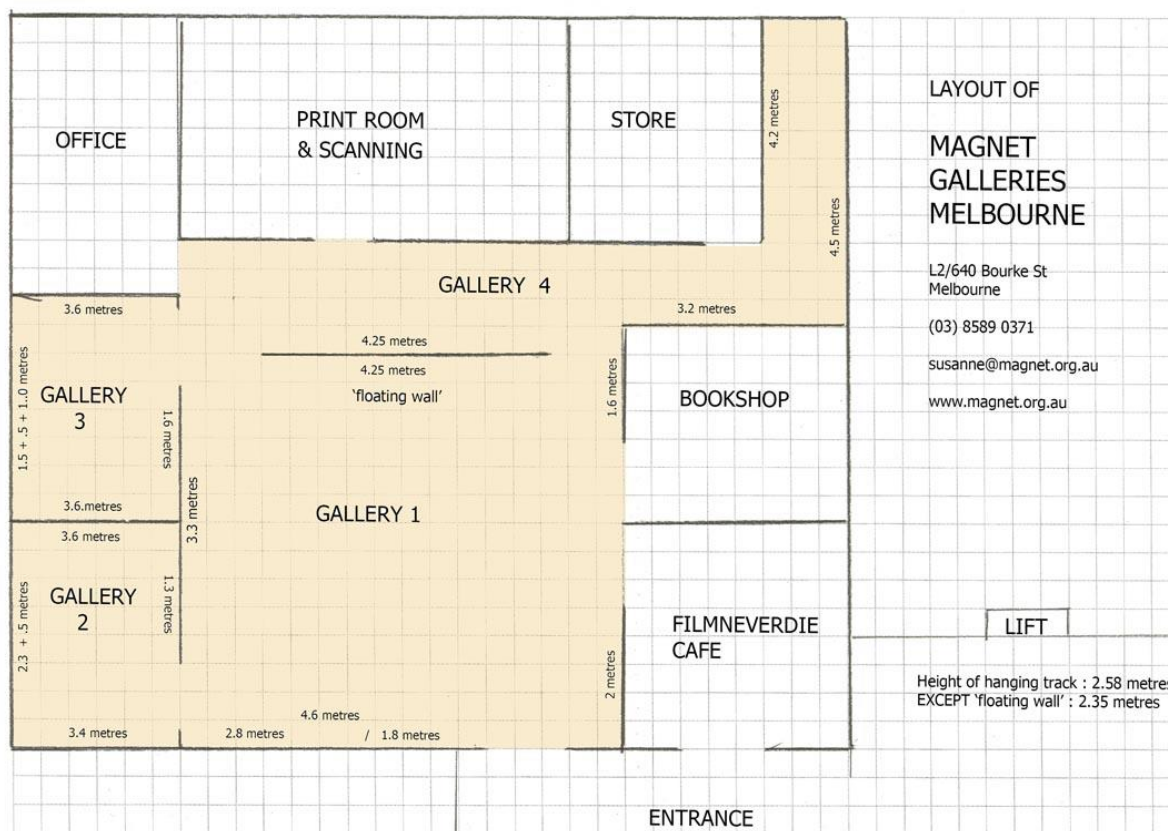 OFFICE
PRINT ROOM
& SCANNING
STORE
4.2 metres
4.5 metres
LAYOUT OF
MAGNET
GALLERIES
MELBOURNE
L2/640 Bourke St
Melbourne
(03) 8589 0371
susanne@magnet.org.au
www.magnet.org.au
GALLERY 4
3.6 metres
3.2 metres
4.25 metres
4.25 metres
'floating wall'
1.5 + .5 + 1..0 metres
GALLERY
3
1.6 metres
1.6 metres
BOOKSHOP
3.6.metres
3.3 metres
GALLERY 1
3.6 metres
2.3 + .5 metres
GALLERY
2
1.3 metres
FILMNEVERDIE
CAFE
2 metres
LIFT
Height of hanging track : 2.58 metres
EXCEPT 'floating wall' : 2.35 metres
4.6 metres
3.4 metres
2.8 metres / 1.8 metres
ENTRANCE